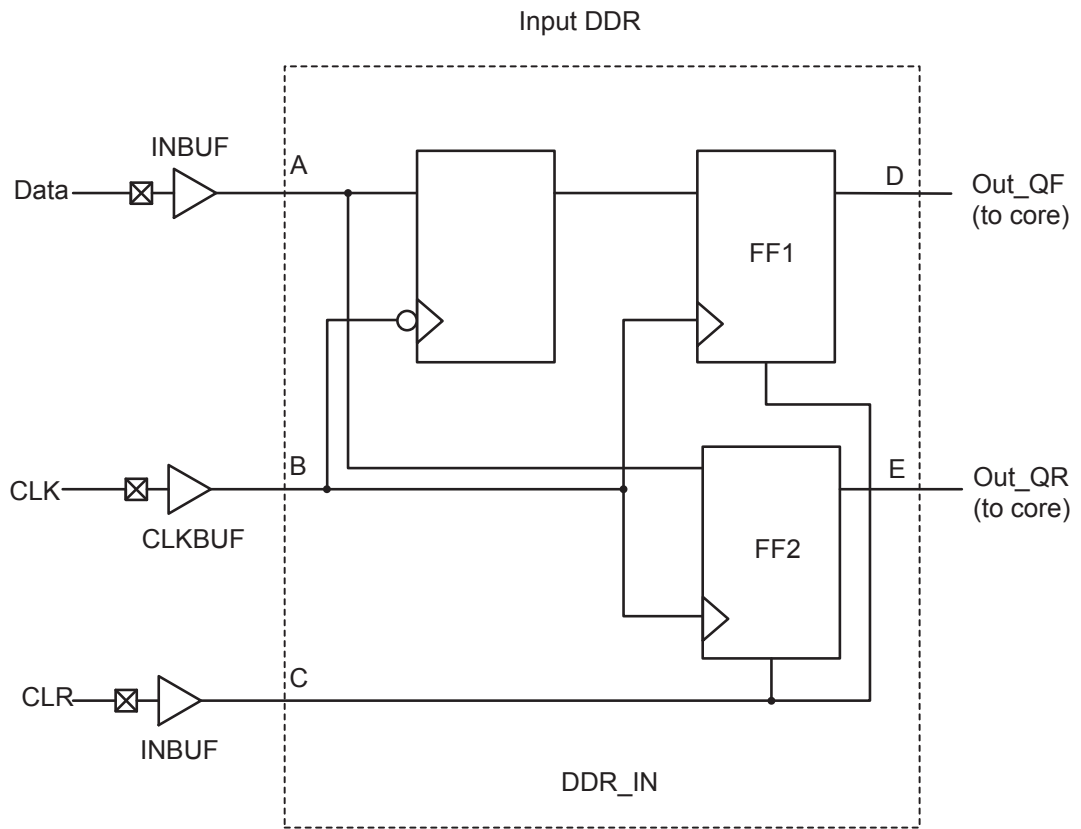 Input DDR
INBUF
A
Data
D
Out_QF
(to core)
FF1
B
CLK
E
Out_QR
(to core)
CLKBUF
FF2
C
CLR
INBUF
DDR_IN